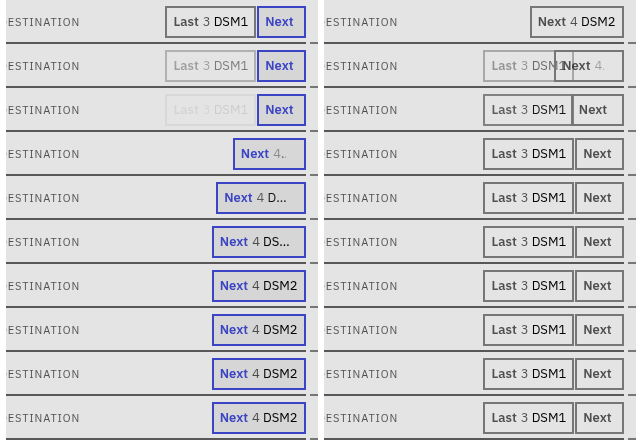 ESTINATION Last 3 DSM1 Next ESTINATION Next 4 DSM2
ESTINATION Last 3 DSM1 Next ESTINATION Last 3 DSM1 Next 4.
ESTINATION Last 3 DSM1 Next ESTINATION Last 3 DSM1 Next
ESTINATION Next 4.. ESTINATION Last 3 DSM1 Next
ESTINATION Next 4 D... ESTINATION Last 3 DSM1 Next
ESTINATION Next 4 DS... ESTINATION Last 3 DSM1 Next
ESTINATION Next 4 DSM2 ESTINATION Last 3 DSM1 Next
ESTINATION Next 4 DSM2 ESTINATION Last 3 DSM1 Next
ESTINATION Next 4 DSM2 ESTINATION Last 3 DSM1 Next
ESTINATION Next 4 DSM2 ESTINATION Last 3 DSM1 Next